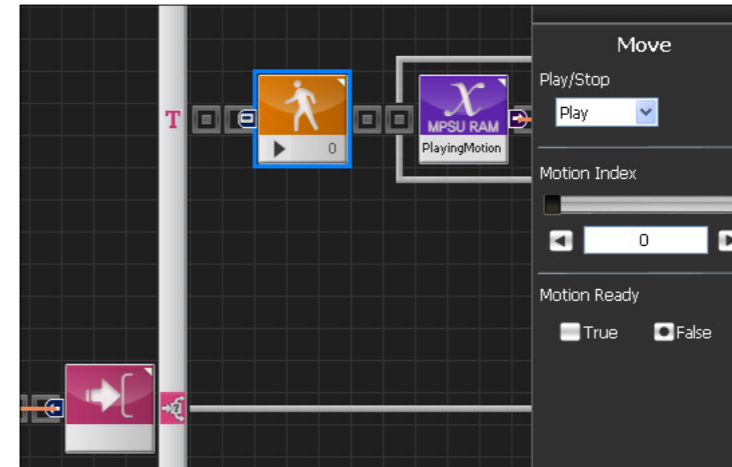 Move
Play/Stop
Play
T
MPSU RAM
0
PlayingMotion
Motion Index
0
Motion Ready
True
False